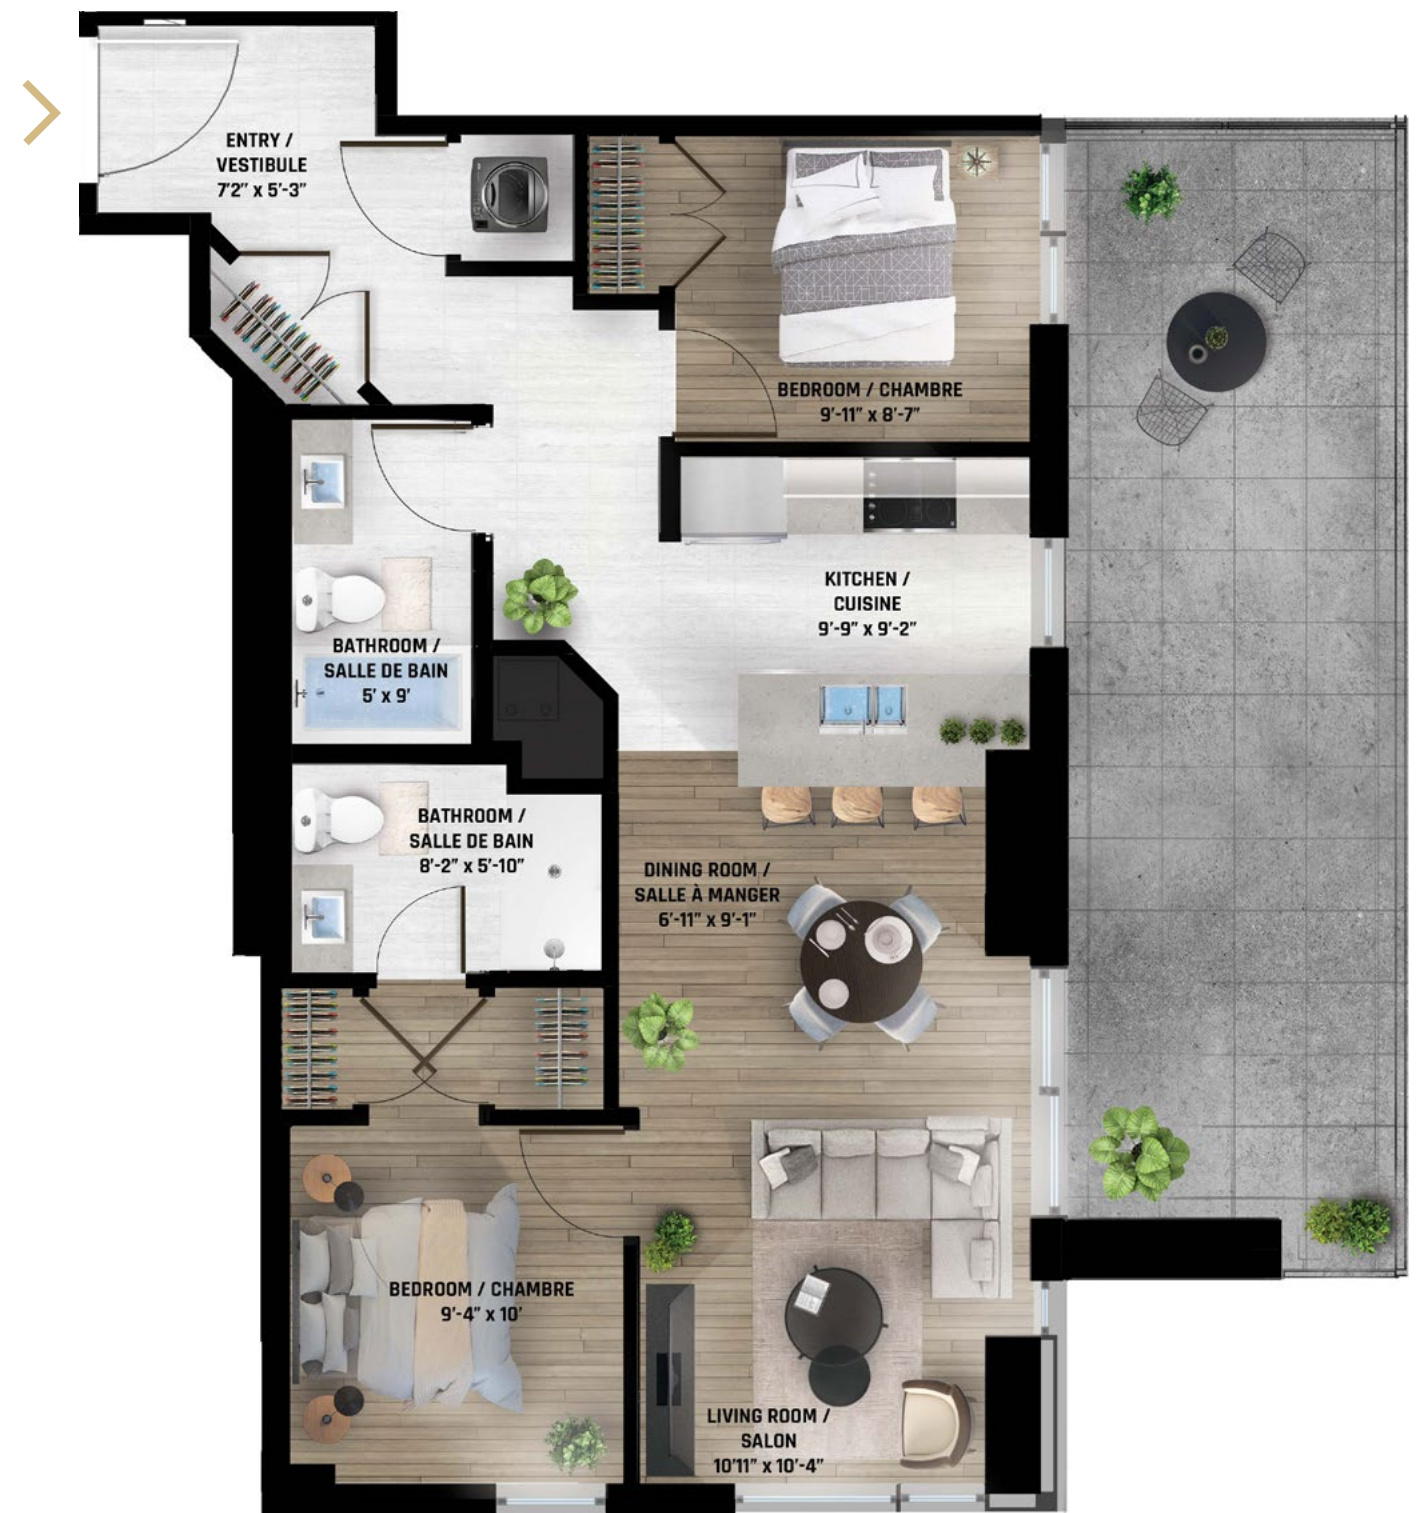 ENTRY /
VESTIBULE
7'2" x 5'-3"
BEDROOM / CHAMBRE
9'-11" x 8'-7"
KITCHEN /
CUISINE
9'-9" x 9'-2"
BATHROOM /
SALLE DE BAIN
5' x 9'
BATHROOM /
SALLE DE BAIN
8'-2" x 5'-10"
DINING ROOM /
SALLE À MANGER
6'-11" x 9'-1"
BEDROOM / CHAMBRE
9'-4" x 10'
LIVING ROOM /
SALON
10'11" x 10'-4"